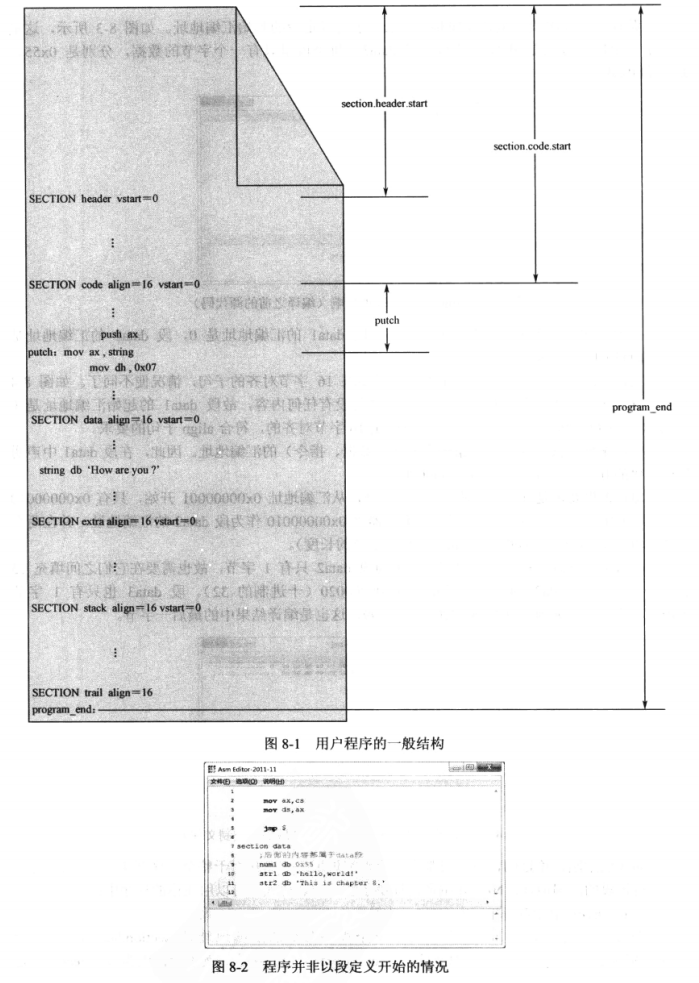 section.header.start
section.code.start
SECTION header vstart=0
⋮
SECTION code align=16 vstart=0
⋮
push ax
putch
putch: mov ax , string
mov dh , 0x07
⋮
program_end
SECTION data align=16 vstart=0
⋮
string db 'How are you ?'
⋮
SECTION extra align=16 vstart=0
⋮
SECTION stack align=16 vstart=0
⋮
SECTION trail align=16
program_end:
图 8-1 用户程序的一般结构
Asm Editor 2011-11
文件(F) 选项(O) 说明(H)
1
2 mov ax,cs
3 mov ds,ax
4
5 jmp $
6
7 section data
8 ;后面的内容都属于data段
9 num1 db 0x55
10 str1 db 'hello,world!'
11 str2 db 'This is chapter 8.'
12
图 8-2 程序并非以段定义开始的情况